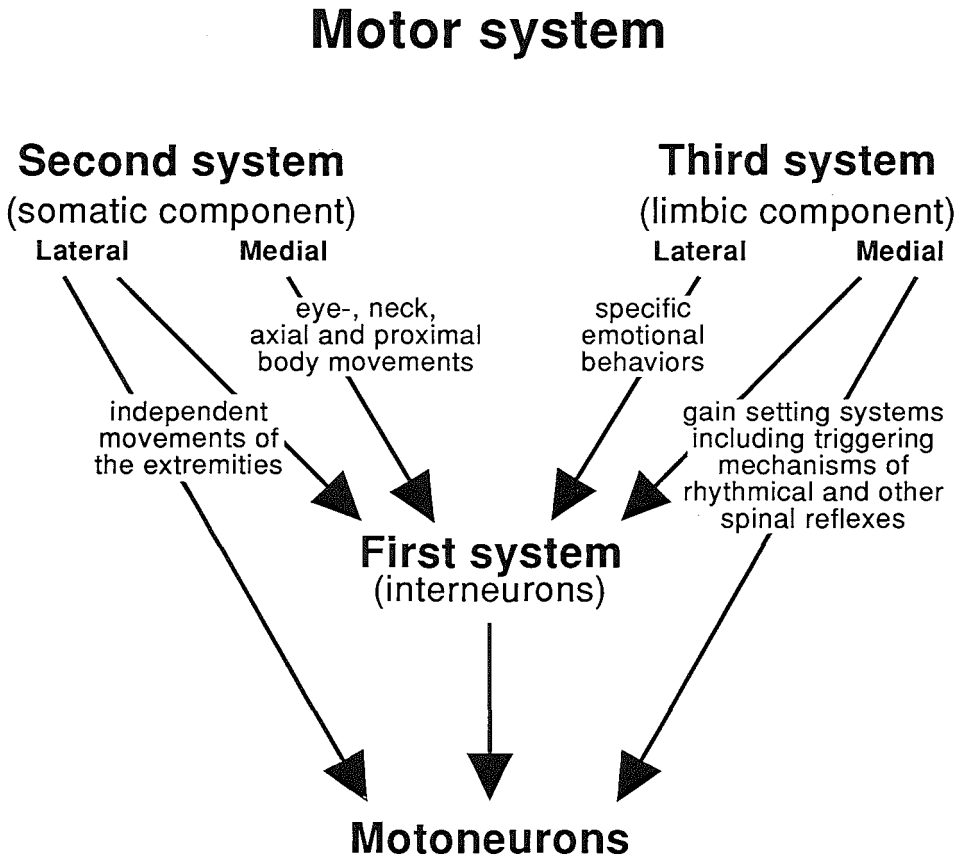 Motor system
Second system
(somatic component)
Lateral Medial
eye-, neck,
axial and proximal
body movements
independent
movements of
the extremities
Third system
(limbic component)
Lateral Medial
specific
emotional
behaviors
gain setting systems
including triggering
mechanisms of
rhythmical and other
spinal reflexes
First system
(interneurons)
Motoneurons